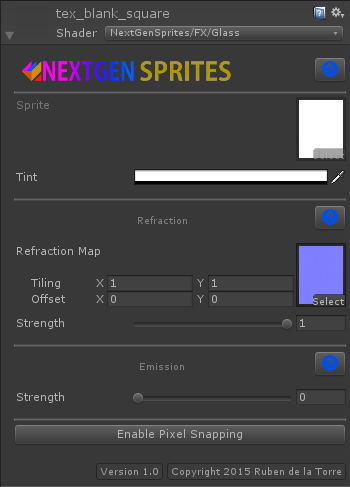 tex_blank_square
Shader NextGenSprites/FX/Glass
NEXTGEN SPRITES
Sprite
Select
Tint
Refraction
Refraction Map
Tiling X 1 Y 1
Offset X 0 Y 0
Select
Strength 1
Emission
Strength 0
Enable Pixel Snapping
Version 1.0 Copyright 2015 Ruben de la Torre